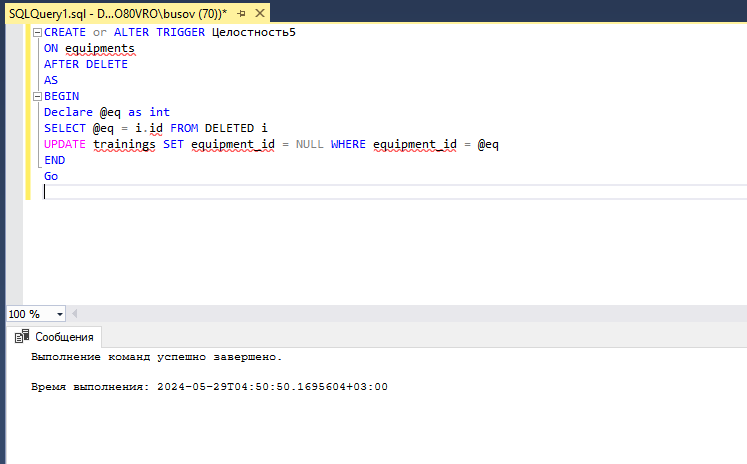 SQLQuery1.sql - D...O80VRO\busov (70))*
CREATE or ALTER TRIGGER Целостность5
ON equipments
AFTER DELETE
AS
BEGIN
Declare @eq as int
SELECT @eq = i.id FROM DELETED i
UPDATE trainings SET equipment_id = NULL WHERE equipment_id = @eq
END
Go
100 %
Сообщения
Выполнение команд успешно завершено.
Время выполнения: 2024-05-29T04:50:50.1695604+03:00